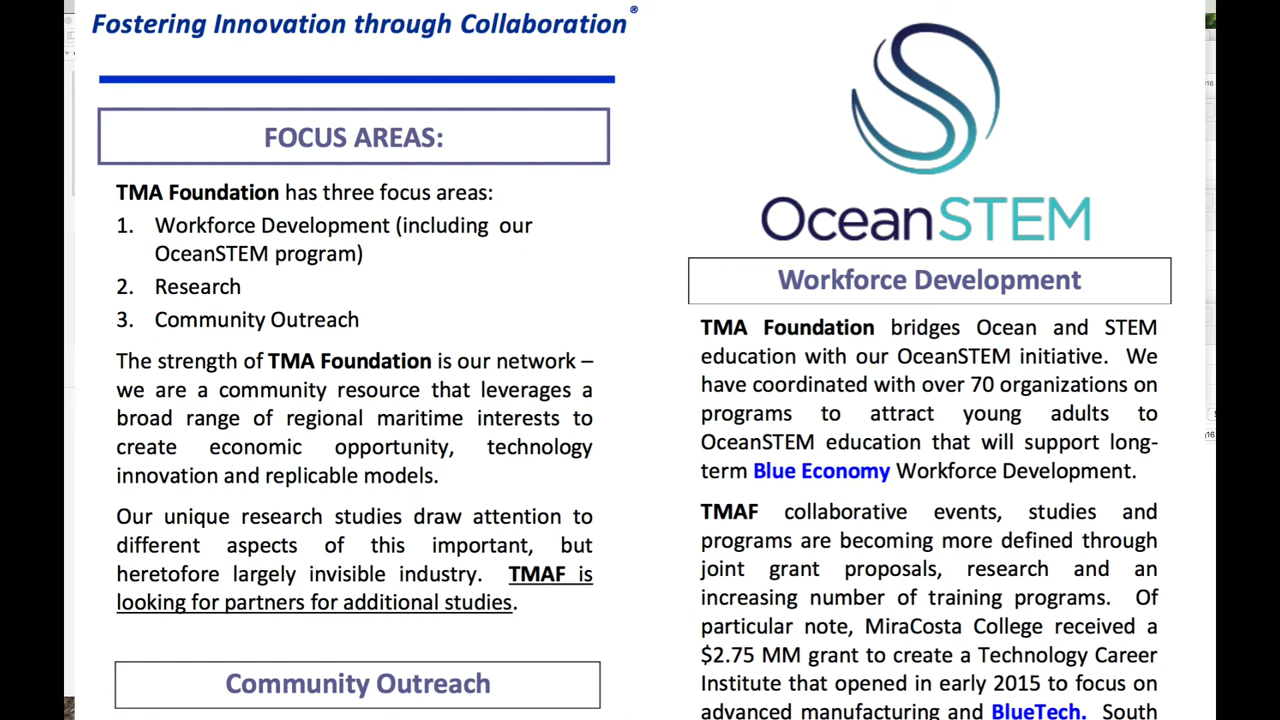 Fostering Innovation through Collaboration®
FOCUS AREAS:
TMA Foundation has three focus areas:
1. Workforce Development (including our
OceanSTEM program)
2. Research
3. Community Outreach
The strength of TMA Foundation is our network –
we are a community resource that leverages a
broad range of regional maritime interests to
create economic opportunity, technology
innovation and replicable models.
Our unique research studies draw attention to
different aspects of this important, but
heretofore largely invisible industry. TMAF is
looking for partners for additional studies.
Community Outreach
OceanSTEM
Workforce Development
TMA Foundation bridges Ocean and STEM
education with our OceanSTEM initiative. We
have coordinated with over 70 organizations on
programs to attract young adults to
OceanSTEM education that will support long-
term Blue Economy Workforce Development.
TMAF collaborative events, studies and
programs are becoming more defined through
joint grant proposals, research and an
increasing number of training programs. Of
particular note, MiraCosta College received a
$2.75 MM grant to create a Technology Career
Institute that opened in early 2015 to focus on
advanced manufacturing and BlueTech. South